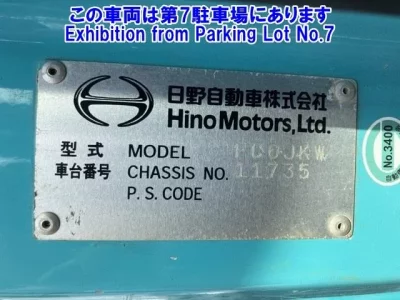 この車両は第7駐車場にあります
Exhibition from Parking Lot No.7
日野自動車株式会社
Hino Motors, Ltd.
型式 MODEL FC6JKW
車台番号 CHASSIS NO. 11735
P.S.CODE
No.3400